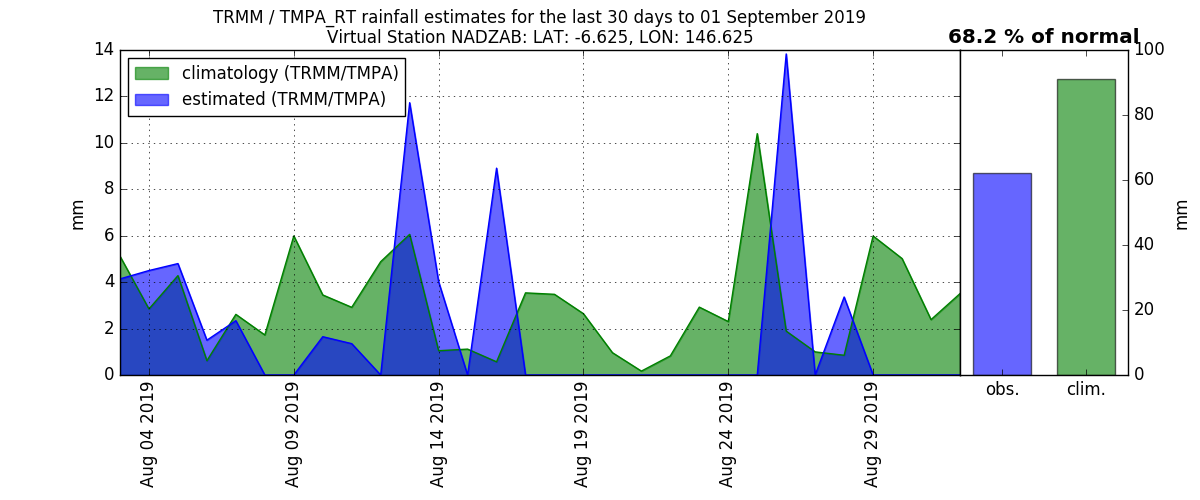 TRMM / TMPA_RT rainfall estimates for the last 30 days to 01 September 2019
Virtual Station NADZAB: LAT: -6.625, LON: 146.625
68.2 % of normal
climatology (TRMM/TMPA)
estimated (TRMM/TMPA)
14
12
10
8
6
4
2
0
mm
Aug 04 2019
Aug 09 2019
Aug 14 2019
Aug 19 2019
Aug 24 2019
Aug 29 2019
100
80
60
40
20
0
mm
obs.
clim.